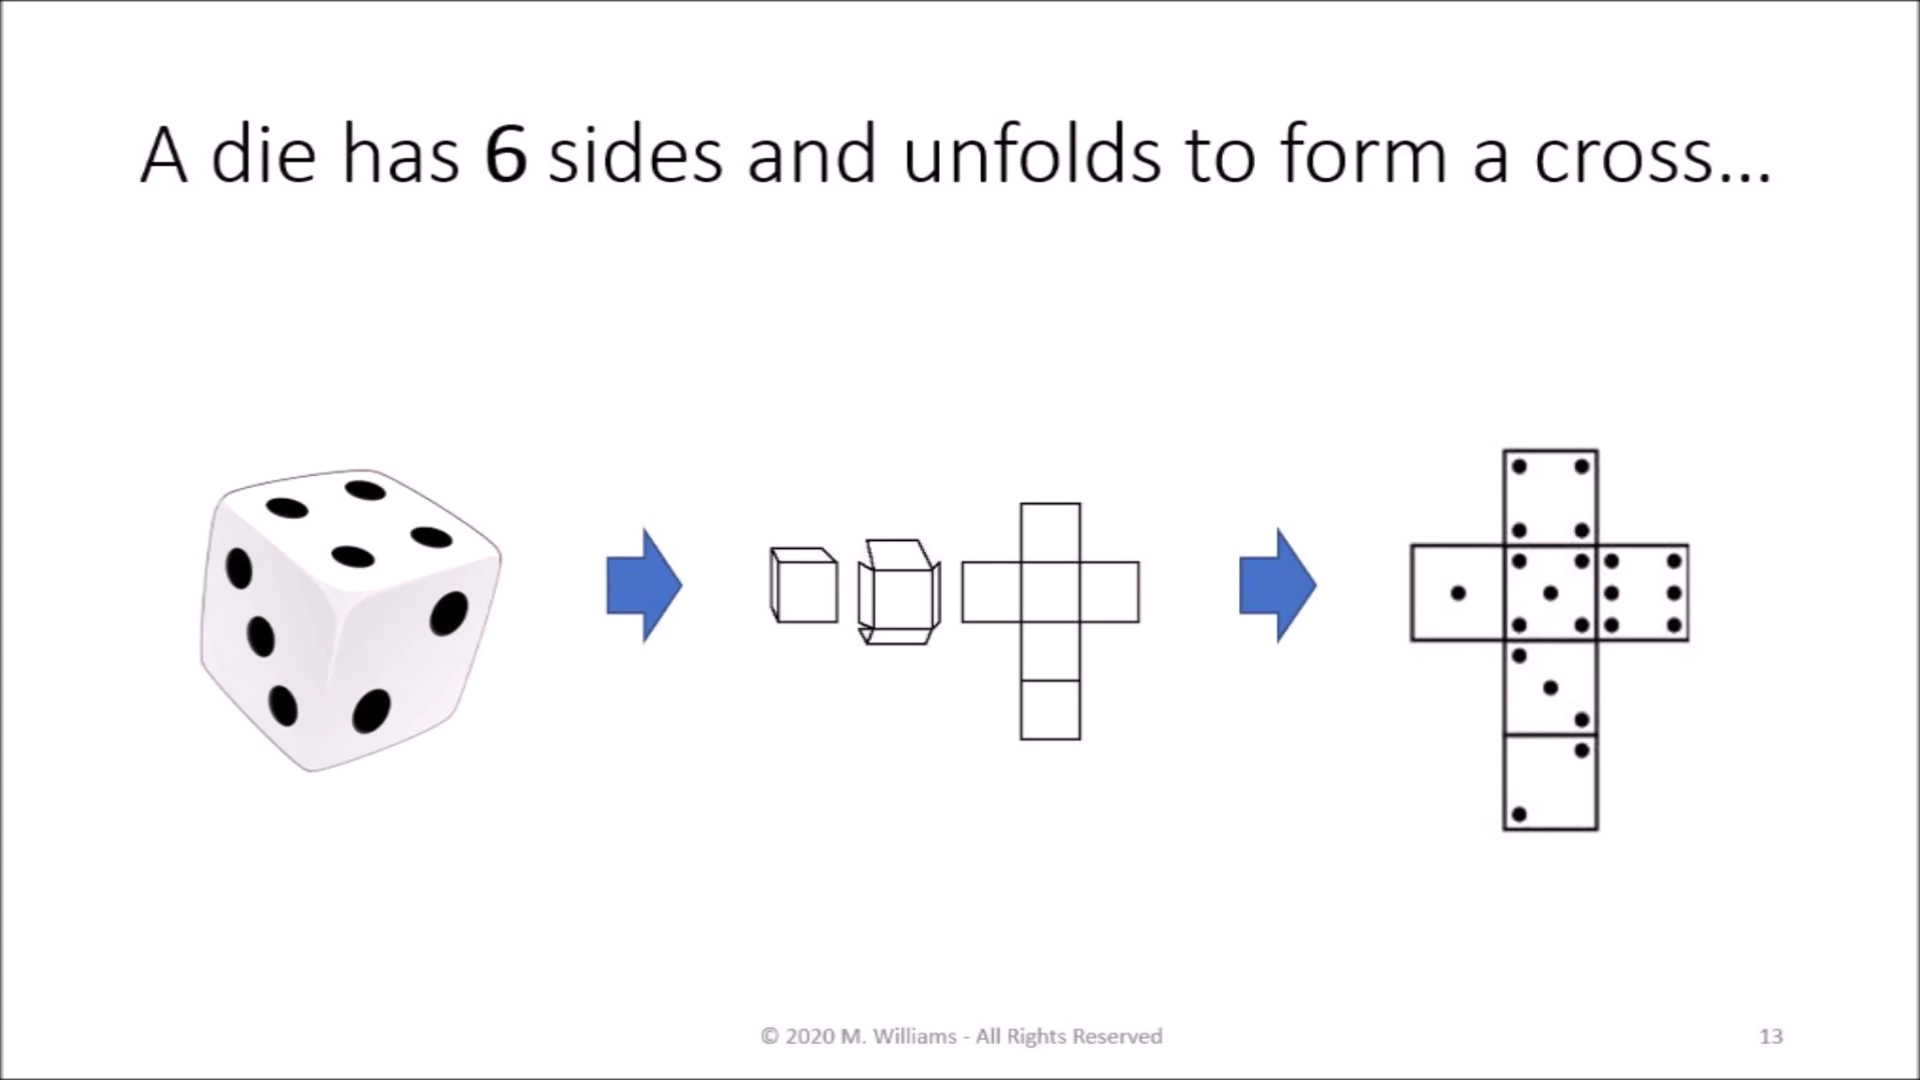 A die has 6 sides and unfolds to form a cross...
© 2020 M. Williams - All Rights Reserved
13